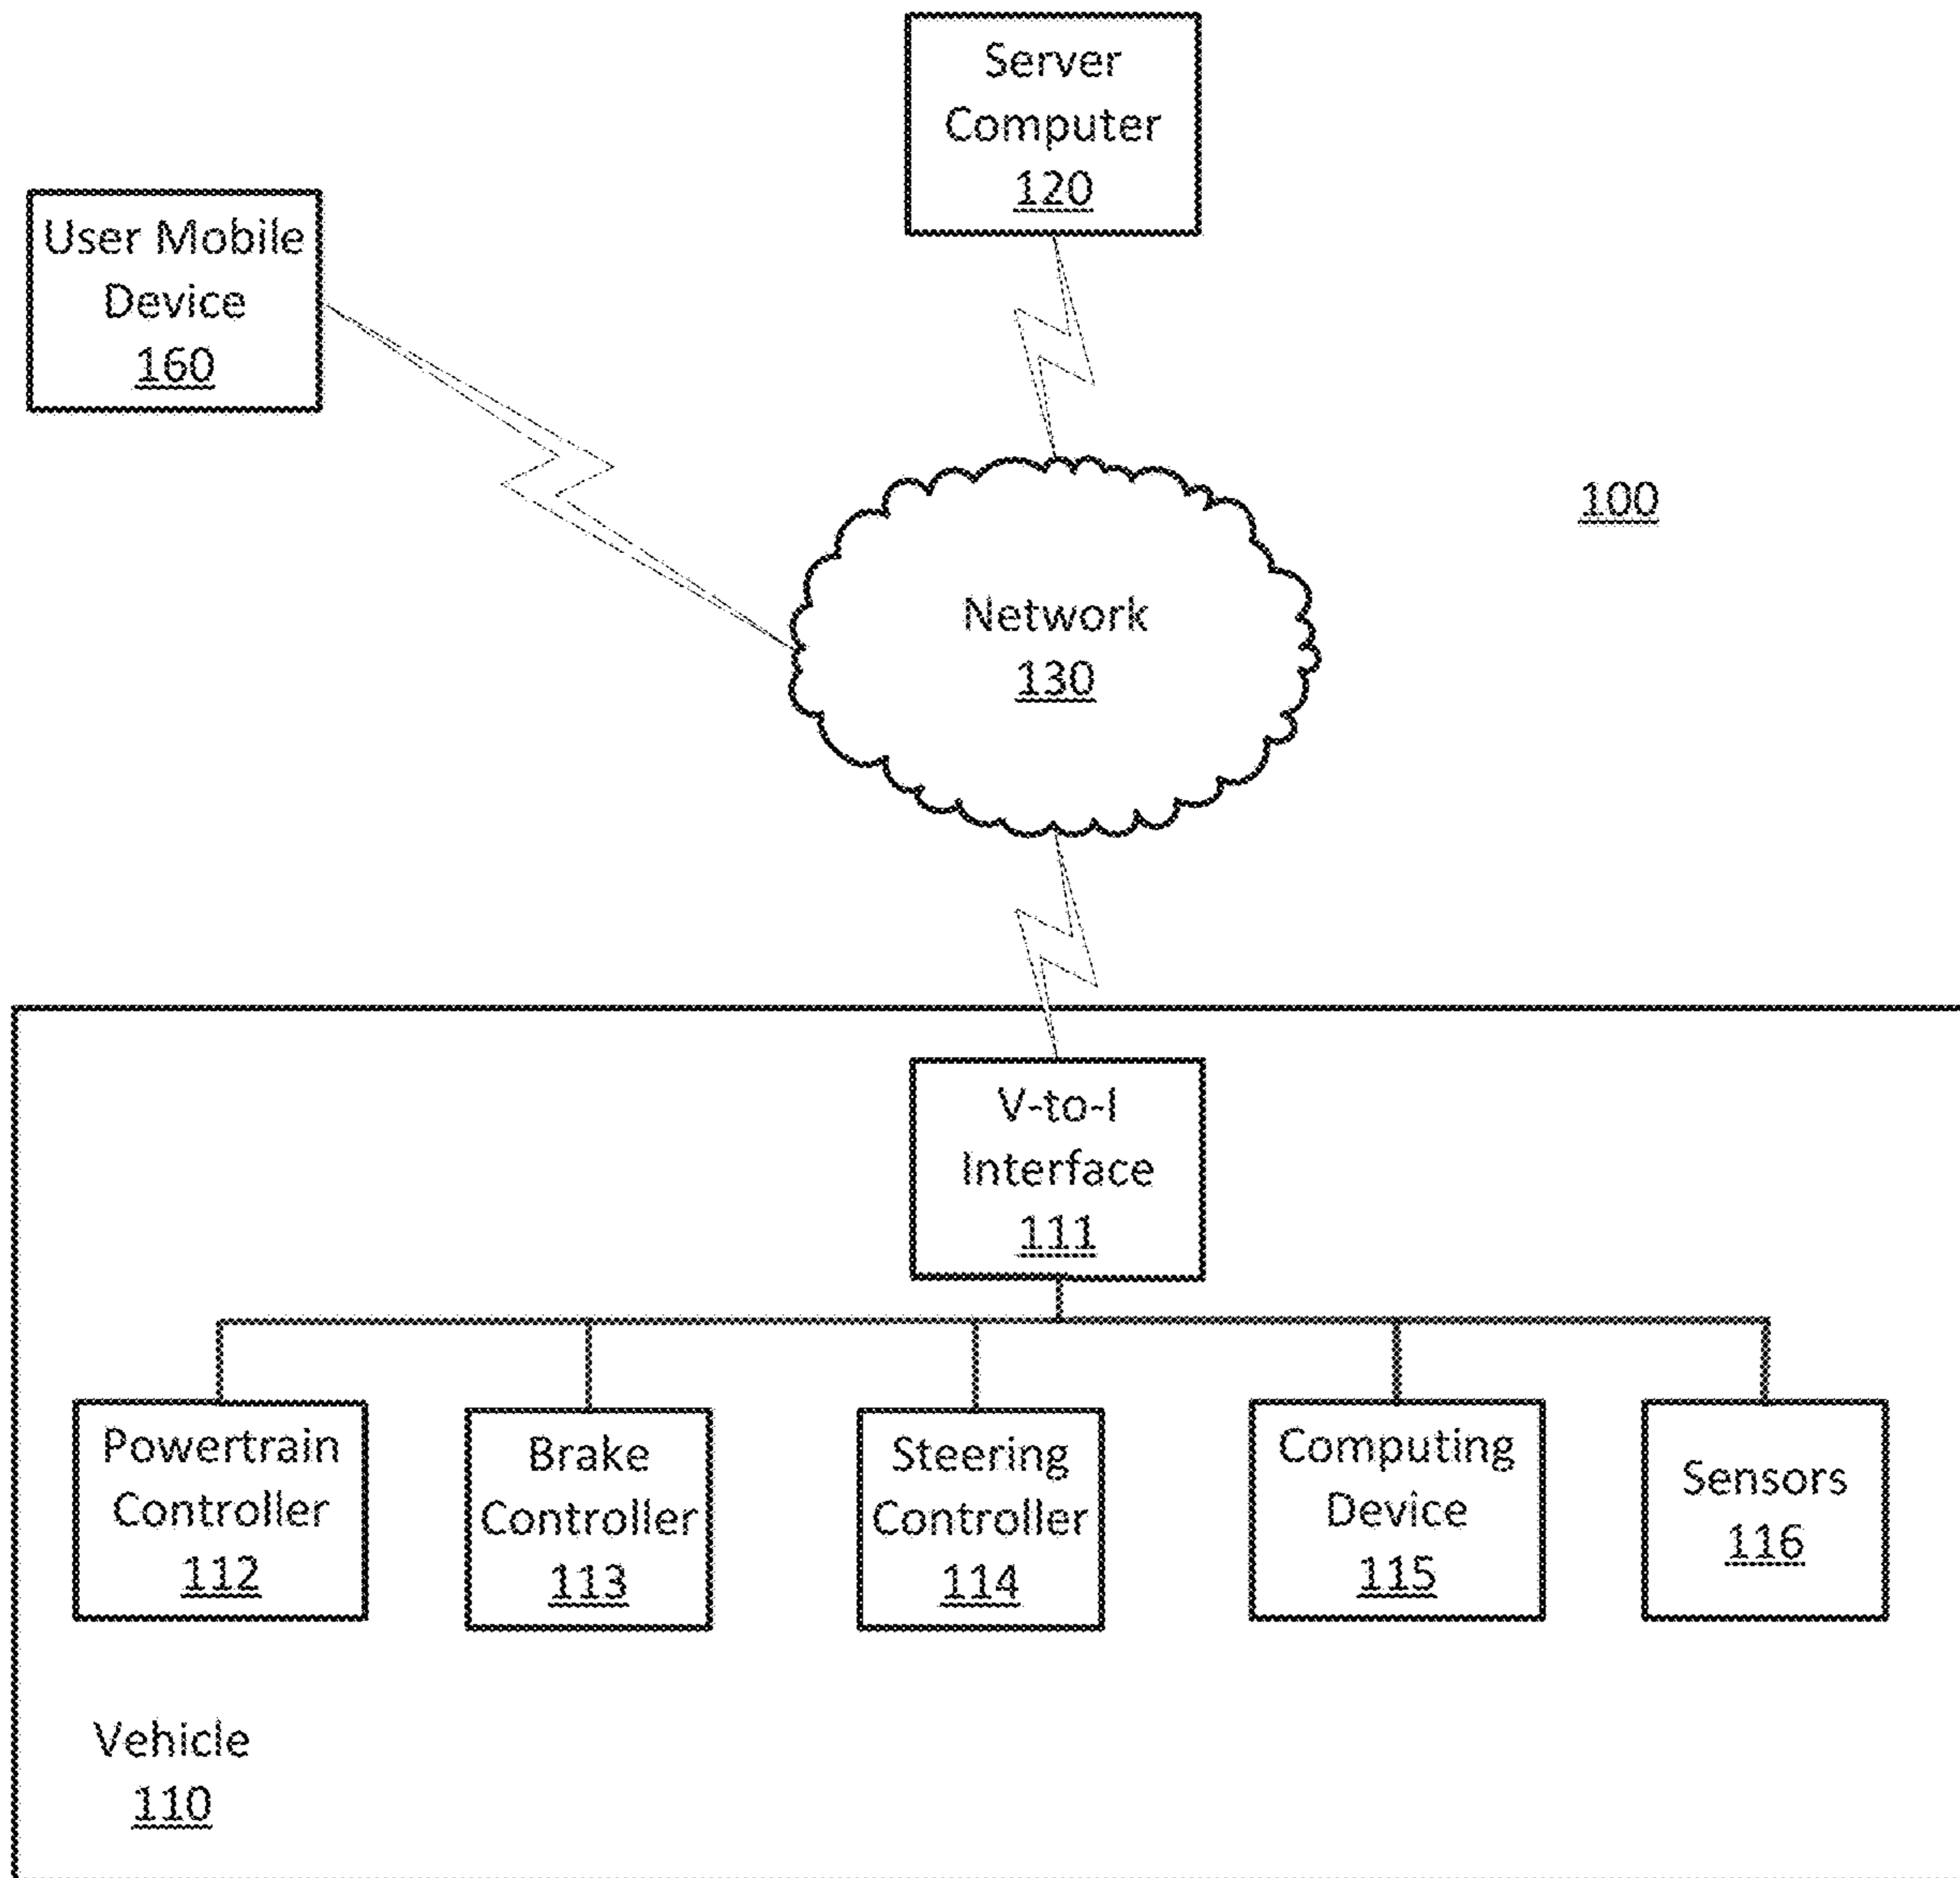 Server
Computer
120
User Mobile
Device
160
100
Network
130
V-to-I
Interface
111
Powertrain
Controller
112
Brake
Controller
113
Steering
Controller
114
Computing
Device
115
Sensors
116
Vehicle
110